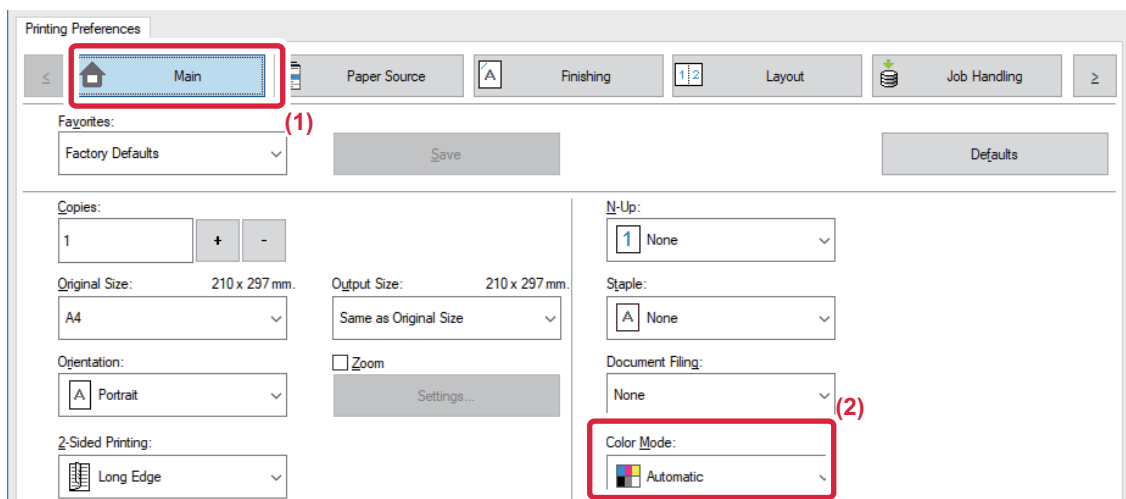 Printing Preferences
< Main Paper Source Finishing Layout Job Handling >
(1)
Favorites:
Factory Defaults Save Defaults
Copies: N-Up:
1 + - 1 None
Original Size: 210 x 297 mm. Output Size: 210 x 297 mm. Staple:
A4 Same as Original Size A None
Orientation: Zoom Document Filing:
A Portrait Settings... None
(2)
2-Sided Printing: Color Mode:
Long Edge Automatic